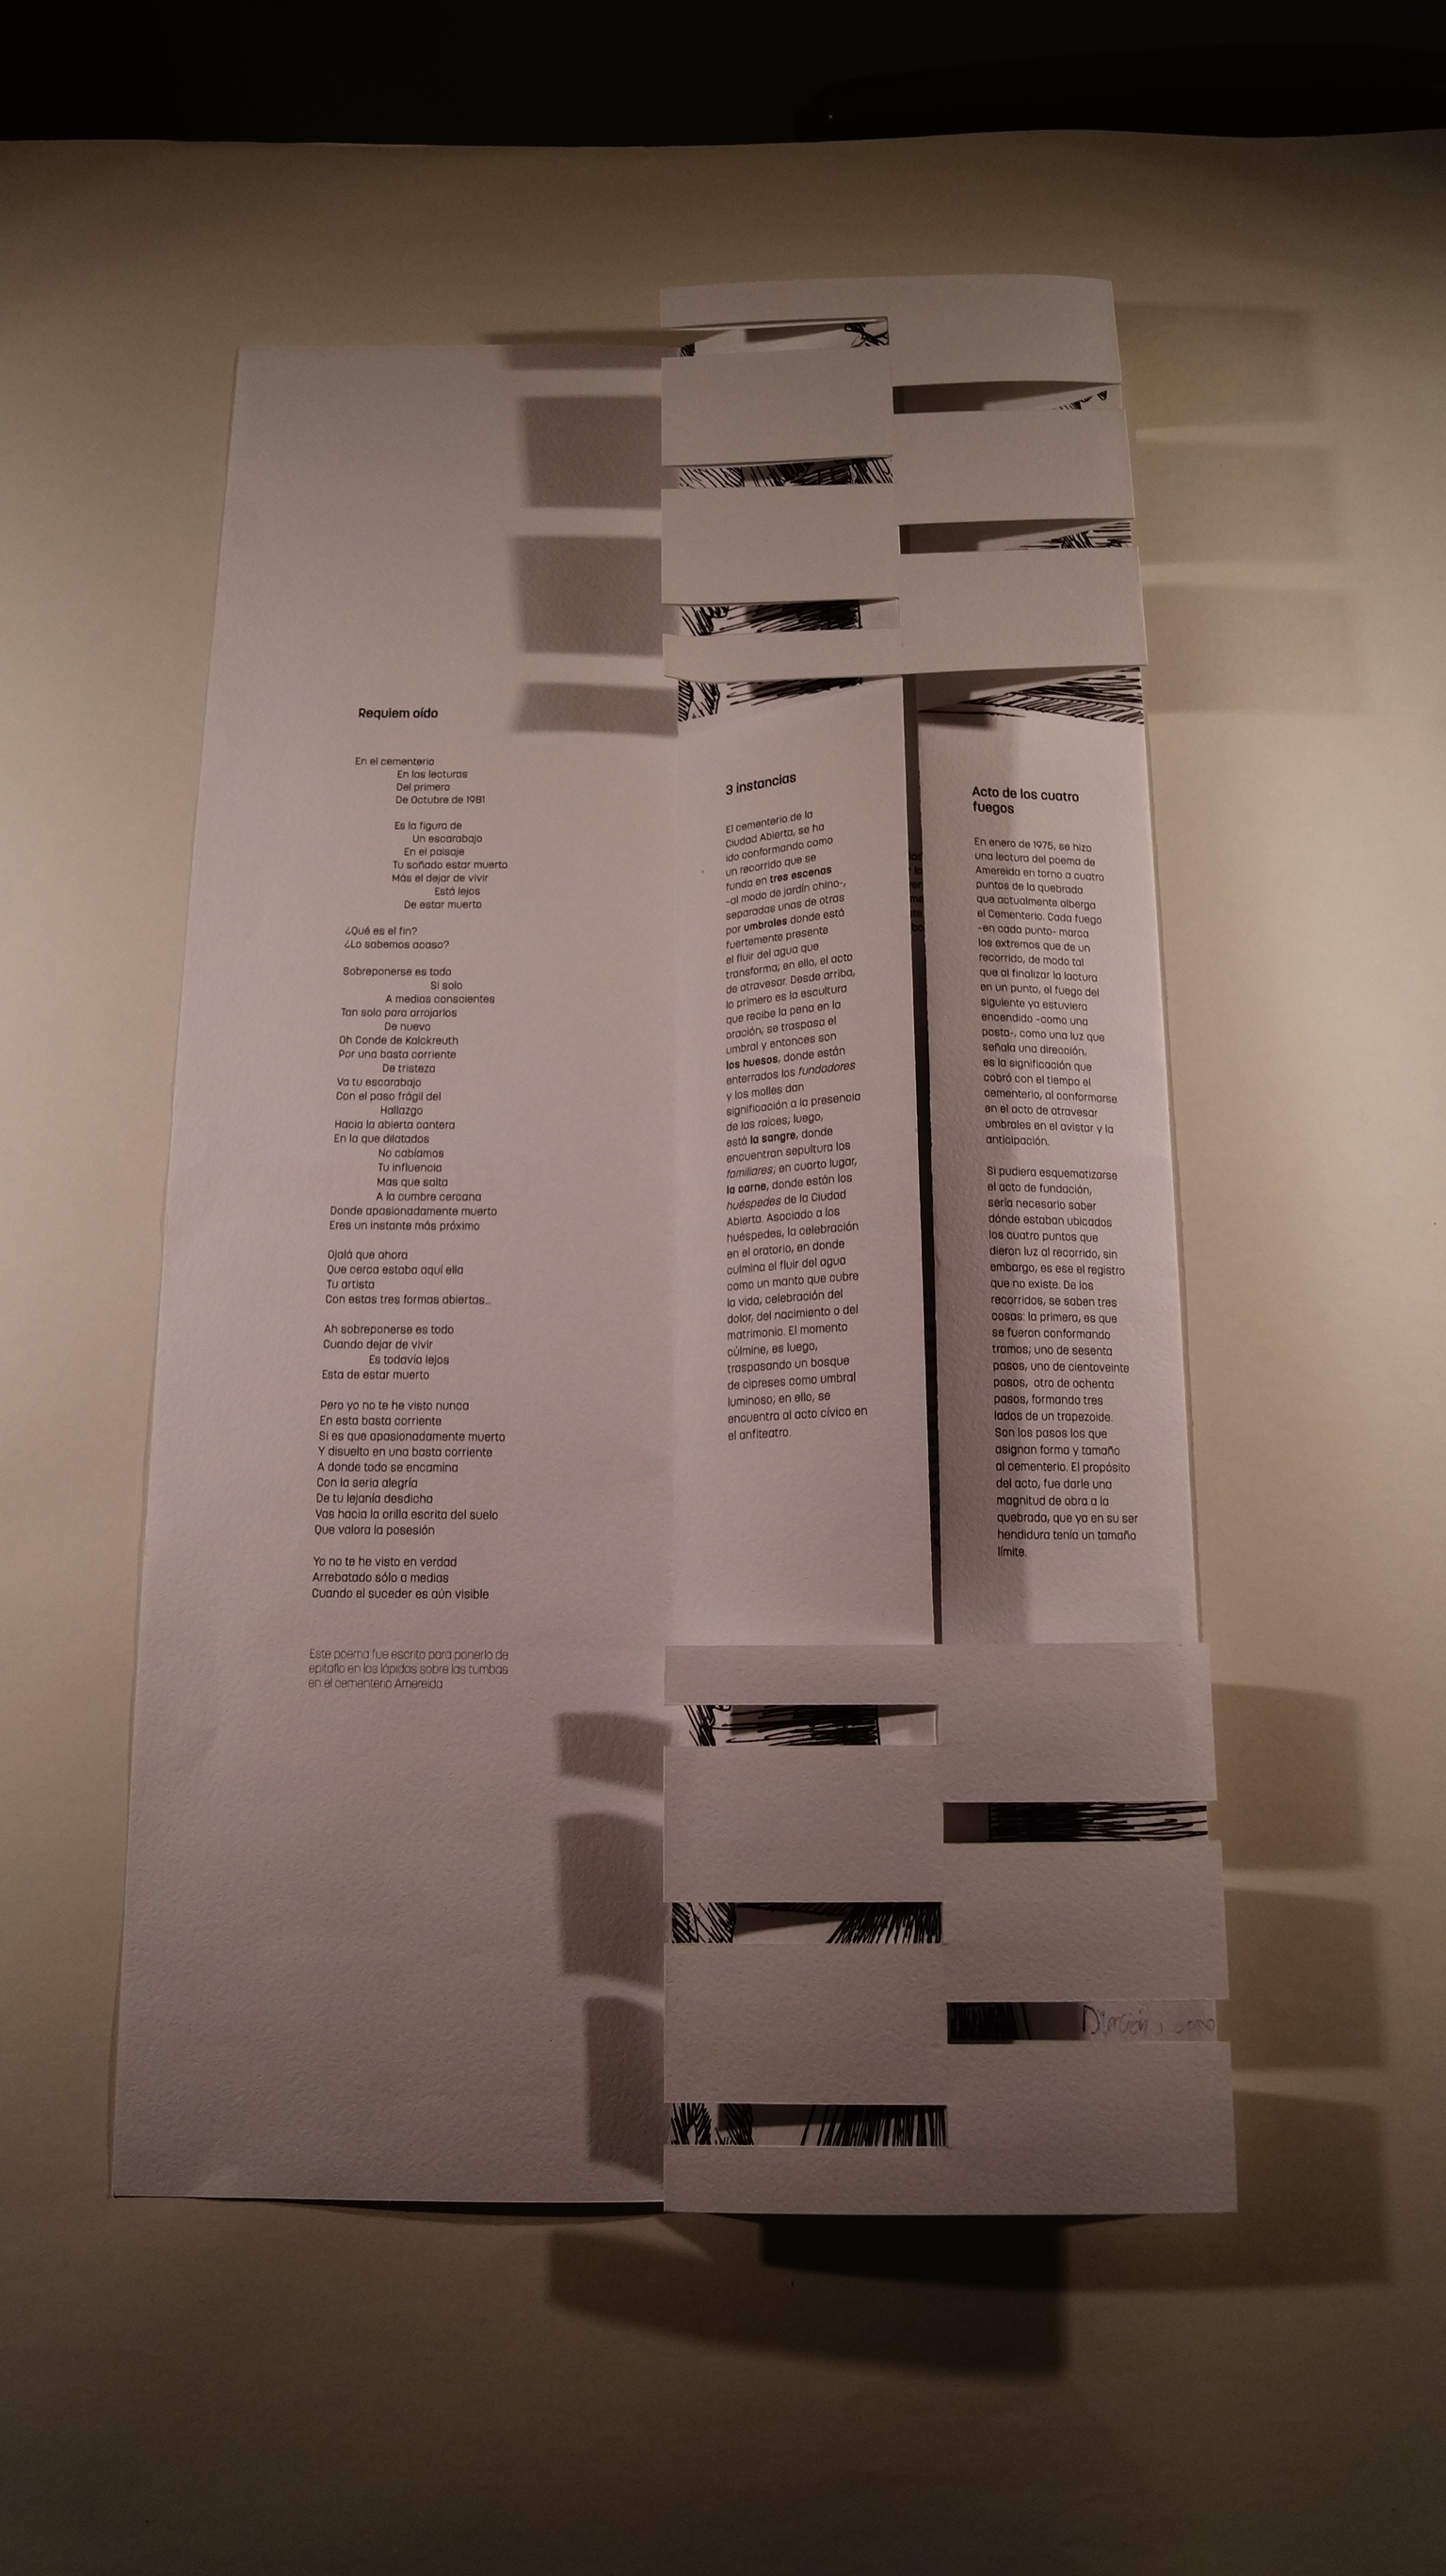 Requiem oído
En el cementerio
En las lecturas
Del primero
De Octubre de 1981
Es la figura de
Un escarabajo
En el paisaje
Tu soñado estar muerto
Más el dejar de vivir
Está lejos
De estar muerto
¿Qué es el fin?
¿Lo sabemos acaso?
Sobreponerse es todo
Si solo
A medias conscientes
Tan solo para arrojarlos
De nuevo
Oh Conde de Kalckreuth
Por una basta corriente
De tristeza
Va tu escarabajo
Con el paso frágil del
Hallazgo
Hacia la abierta cantera
En la que dilatados
No cabíamos
Tu influencia
Mas que salta
A la cumbre cercana
Donde apasionadamente muerto
Eres un instante más próximo
Ojalá que ahora
Que cerca estaba aquí ella
Tu artista
Con estas tres formas abiertas...
Ah sobreponerse es todo
Cuando dejar de vivir
Es todavía lejos
Esta de estar muerto
Pero yo no te he visto nunca
En esta basta corriente
Si es que apasionadamente muerto
Y disuelto en una basta corriente
A donde todo se encamina
Con la seria alegría
De tu lejanía desdicha
Vas hacia la orilla escrita del suelo
Que valora la posesión
Yo no te he visto en verdad
Arrebatado sólo a medias
Cuando el suceder es aún visible
Este poema fue escrito para ponerlo de
epitafio en los lápidas sobre las tumbas
en el cementerio Amereida
3 instancias
El cementerio de la
Ciudad Abierta, se ha
ido conformando como
un recorrido que se
funda en tres escenas
-al modo de jardín chino-,
separadas unas de otras
por umbrales donde está
fuertemente presente
el fluir del agua que
transforma; en ello, el acto
de atravesar. Desde arriba,
lo primero es la escultura
que recibe la pena en la
oración, se traspasa el
umbral y entonces son
los huesos, donde están
enterrados los fundadores
y los molles dan
significación a la presencia
de las raíces; luego,
está la sangre, donde
encuentran sepultura los
familiares; en cuarto lugar,
la carne, donde están los
huéspedes de la Ciudad
Abierta. Asociado a los
huéspedes, la celebración
en el oratorio, en donde
culmina el fluir del agua
como un manto que cubre
la vida; celebración del
dolor, del nacimiento o del
matrimonio. El momento
cúlmine, es luego,
traspasando un bosque
de cipreses como umbral
luminoso; en ello, se
encuentra al acto cívico en
el anfiteatro.
Acto de los cuatro
fuegos
En enero de 1975, se hizo
una lectura del poema de
Amereida en torno a cuatro
puntos de la quebrada
que actualmente alberga
el Cementerio. Cada fuego
-en cada punto- marca
los extremos que de un
recorrido, de modo tal
que al finalizar la lactura
en un punto, el fuego del
siguiente ya estuviera
encendido -como una
posta-, como una luz que
señala una dirección,
es la significación que
cobró con el tiempo el
cementerio, al conformarse
en el acto de atravesar
umbrales en el avistar y la
anticipación.
Si pudiera esquematizarse
el acto de fundación,
sería necesario saber
dónde estaban ubicados
los cuatro puntos que
dieron luz al recorrido, sin
embargo, es ese el registro
que no existe. De los
recorridos, se saben tres
cosas: la primera, es que
se fueron conformando
tramos; uno de sesenta
pasos, uno de cientoveinte
pasos, otro de ochenta
pasos, formando tres
lados de un trapezoide.
Son los pasos los que
asignan forma y tamaño
al cementerio. El propósito
del acto, fue darle una
magnitud de obra a la
quebrada, que ya en su ser
hendidura tenía un tamaño
límite.